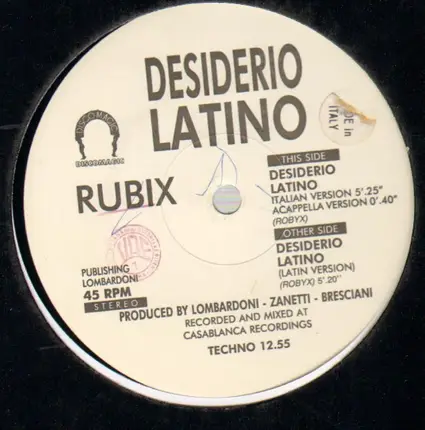 DESIDERIO
LATINO
DISCOMAGIC
DISCOMAGIC
MADE in
ITALY
RUBIX
THIS SIDE
DESIDERIO
LATINO
ITALIAN VERSION 5'.25"
ACAPPELLA VERSION 0'.40"
(ROBYX)
OTHER SIDE
DESIDERIO
LATINO
(LATIN VERSION)
(ROBYX) 5'.20"
PUBLISHING
LOMBARDONI
45 RPM
STEREO
PRODUCED BY LOMBARDONI - ZANETTI - BRESCIANI
RECORDED AND MIXED AT
CASABLANCA RECORDINGS
TECHNO 12.55